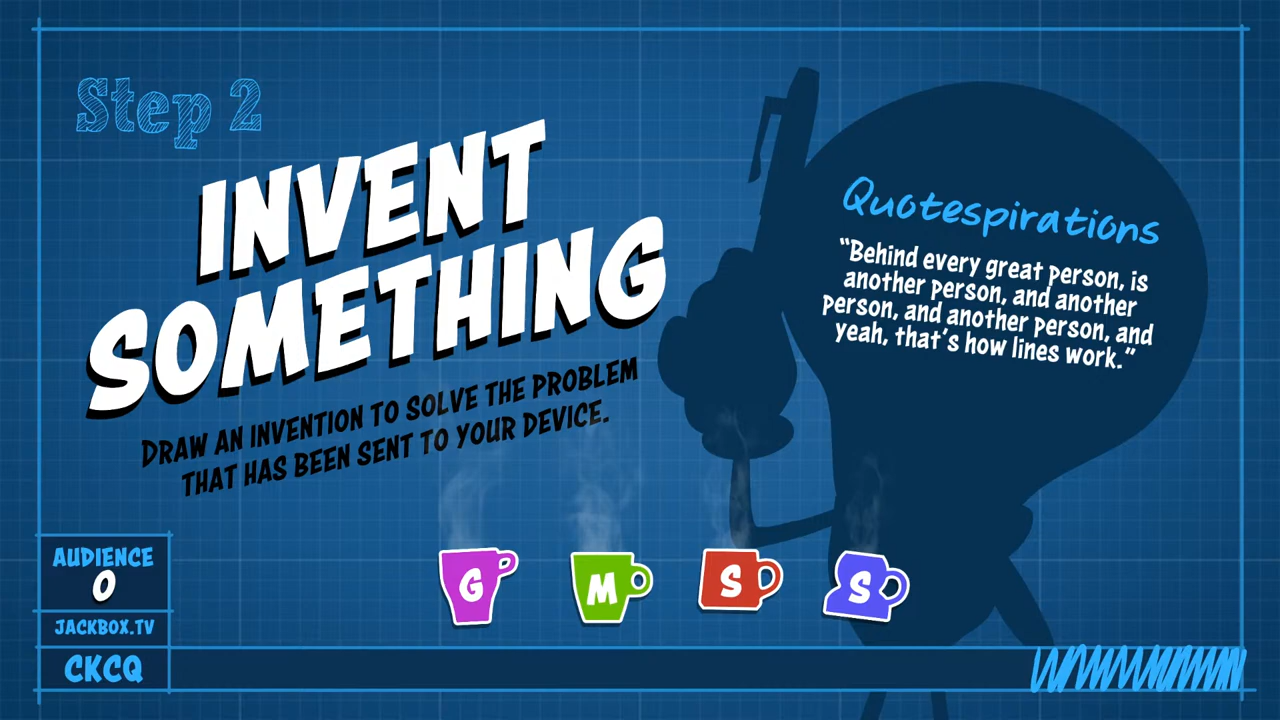 Step 2
INVENT
SOMETHING
DRAW AN INVENTION TO SOLVE THE PROBLEM
THAT HAS BEEN SENT TO YOUR DEVICE.
Quotespirations
“Behind every great person, is
another person, and another
person, and another person, and
yeah, that's how lines work.”
G
M
S
S
AUDIENCE
0
JACKBOX.TV
CKCQ